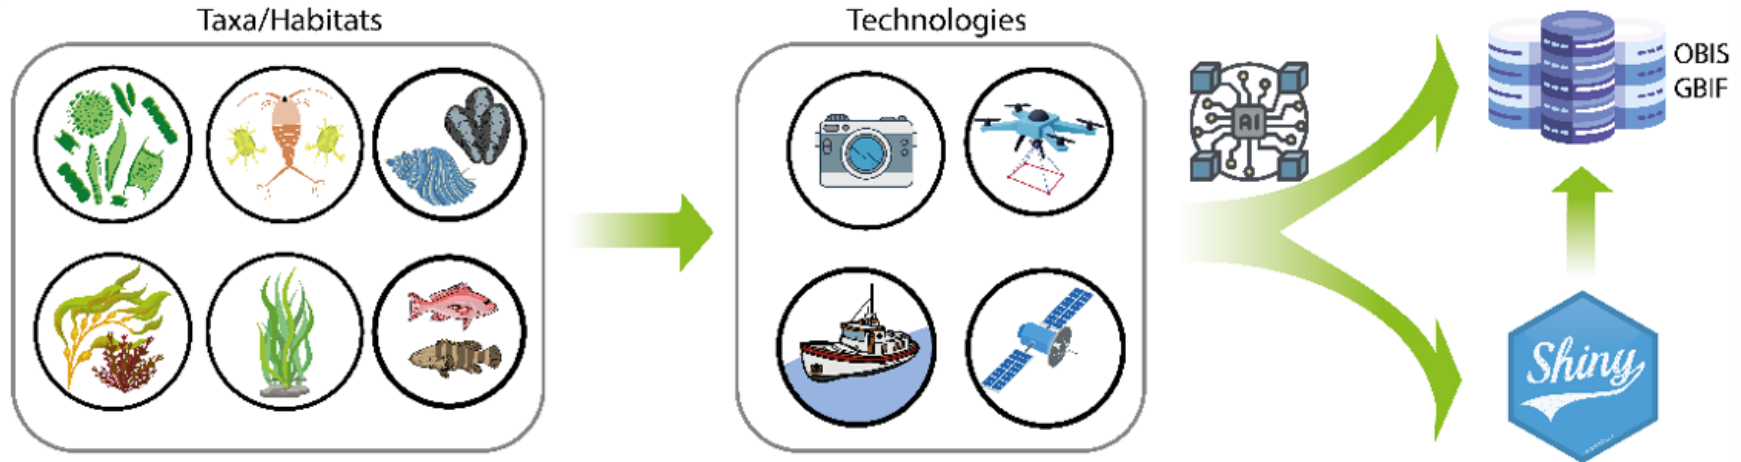 Taxa/Habitats
Technologies
AI
OBIS
GBIF
Shiny